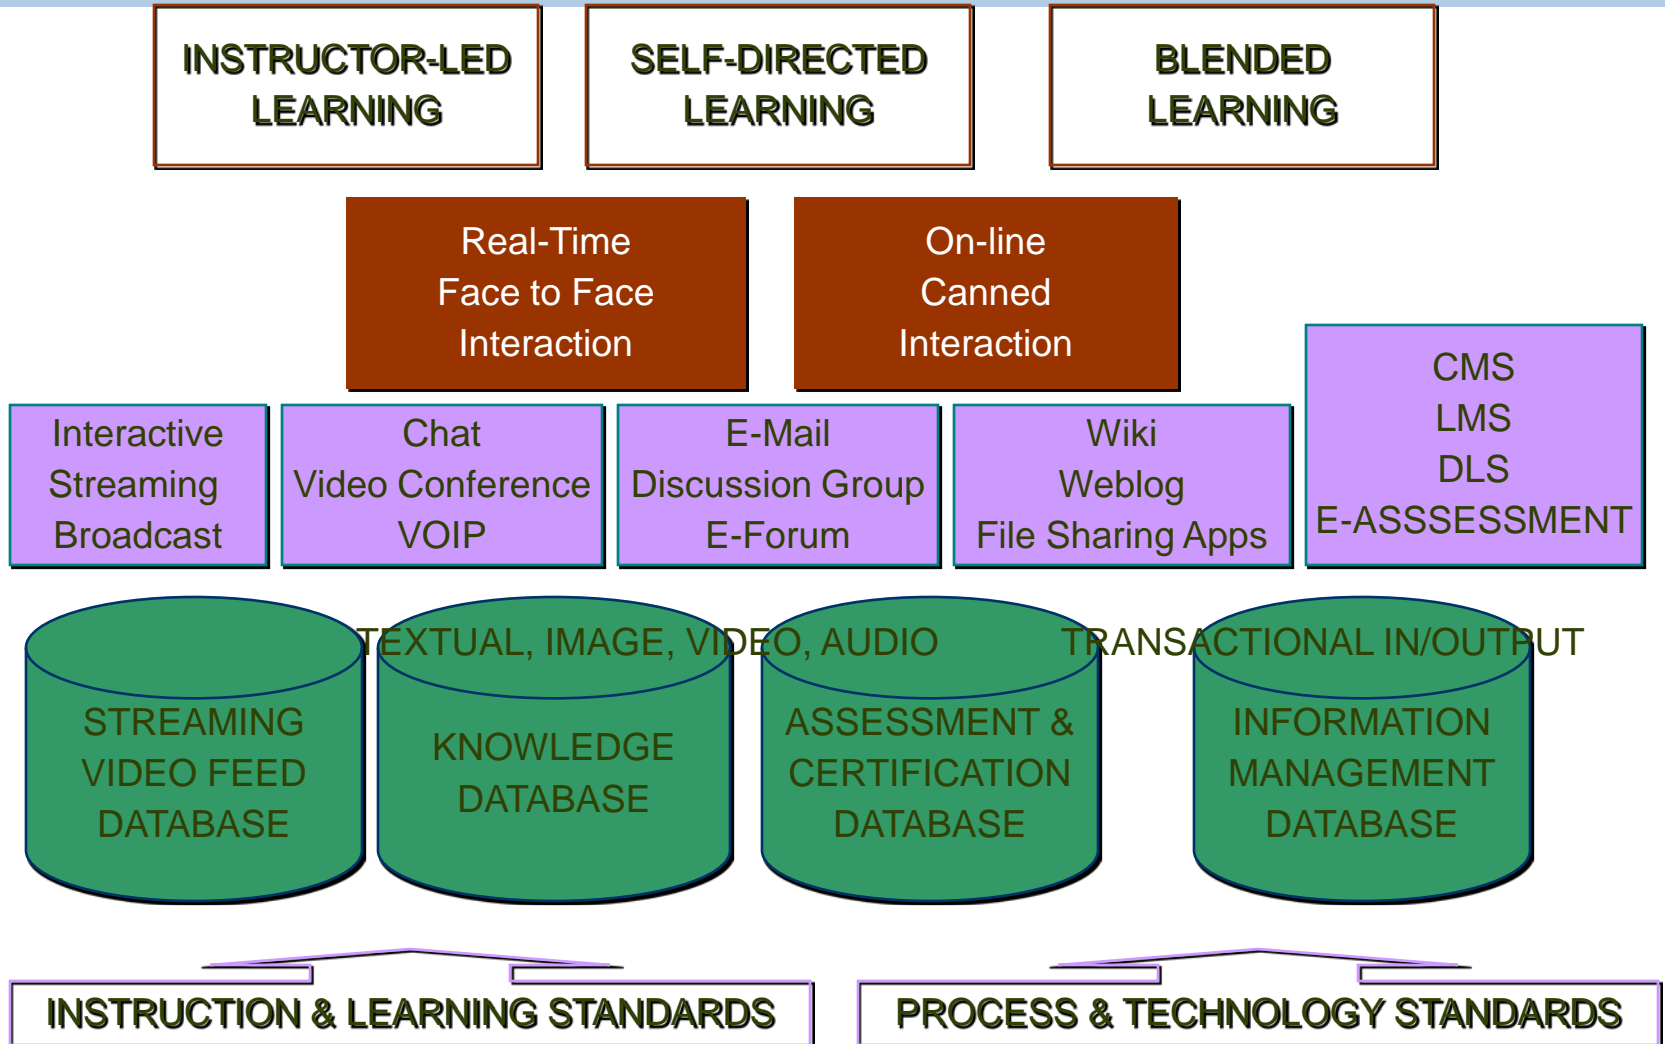 INSTRUCTOR-LED
LEARNING
SELF-DIRECTED
LEARNING
BLENDED
LEARNING
Real-Time
Face to Face
Interaction
On-line
Canned
Interaction
Interactive
Streaming
Broadcast
Chat
Video Conference
VOIP
E-Mail
Discussion Group
E-Forum
Wiki
Weblog
File Sharing Apps
CMS
LMS
DLS
E-ASSSESSMENT
TEXTUAL, IMAGE, VIDEO, AUDIO
TRANSACTIONAL IN/OUTPUT
STREAMING
VIDEO FEED
DATABASE
KNOWLEDGE
DATABASE
ASSESSMENT &
CERTIFICATION
DATABASE
INFORMATION
MANAGEMENT
DATABASE
INSTRUCTION & LEARNING STANDARDS
PROCESS & TECHNOLOGY STANDARDS